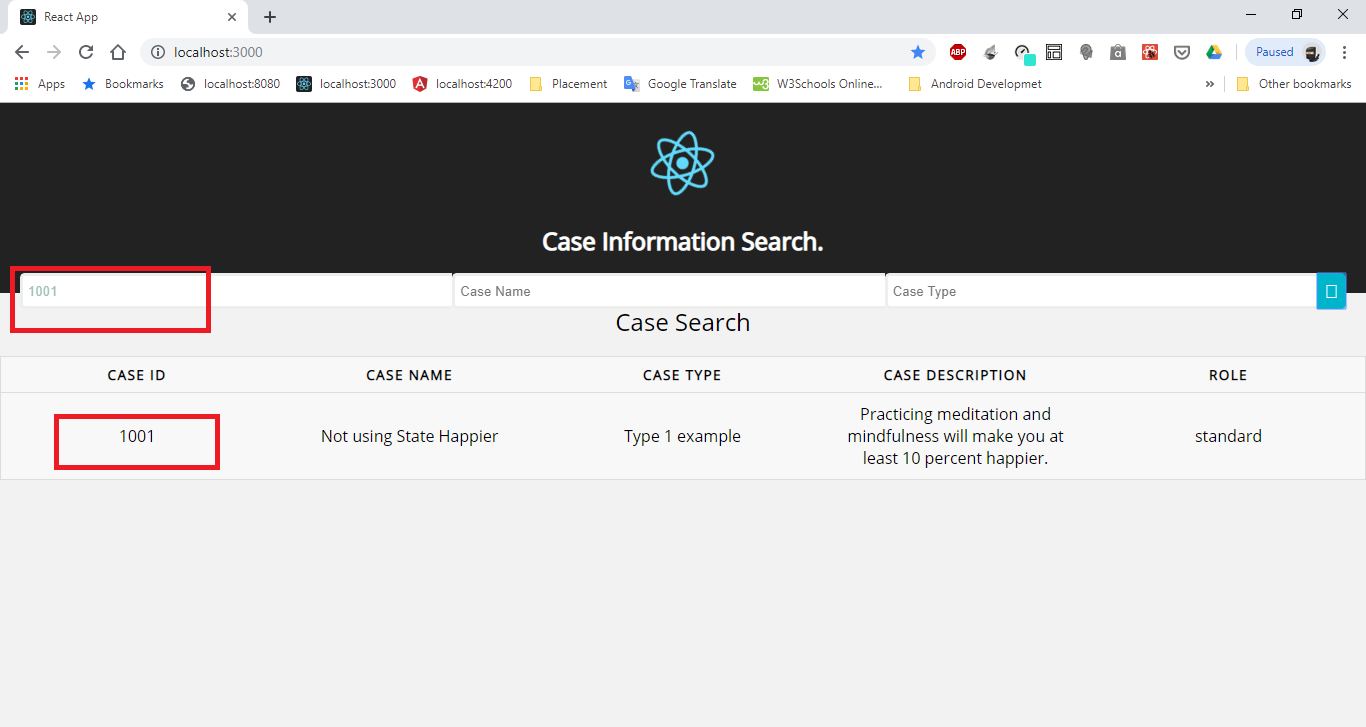 React App
localhost:3000
ABP
Paused
Apps
Bookmarks
localhost:8080
localhost:3000
localhost:4200
Placement
Google Translate
W3Schools Online...
Android Developmet
»
Other bookmarks
Case Information Search.
1001
Case Name
Case Type
Case Search
CASE ID CASE NAME CASE TYPE CASE DESCRIPTION ROLE
1001 Not using State Happier Type 1 example Practicing meditation and standard
mindfulness will make you at
least 10 percent happier.